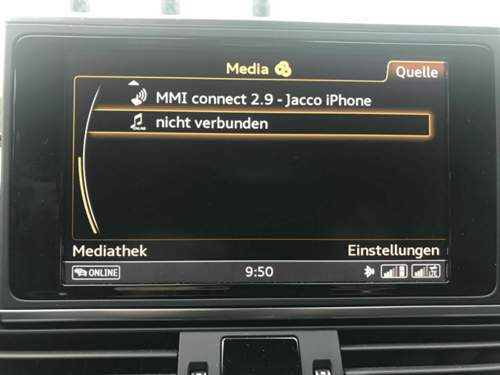 Media
Quelle
MMI connect 2.9 - Jacco iPhone
nicht verbunden
Mediathek
Einstellungen
ONLINE
9:50